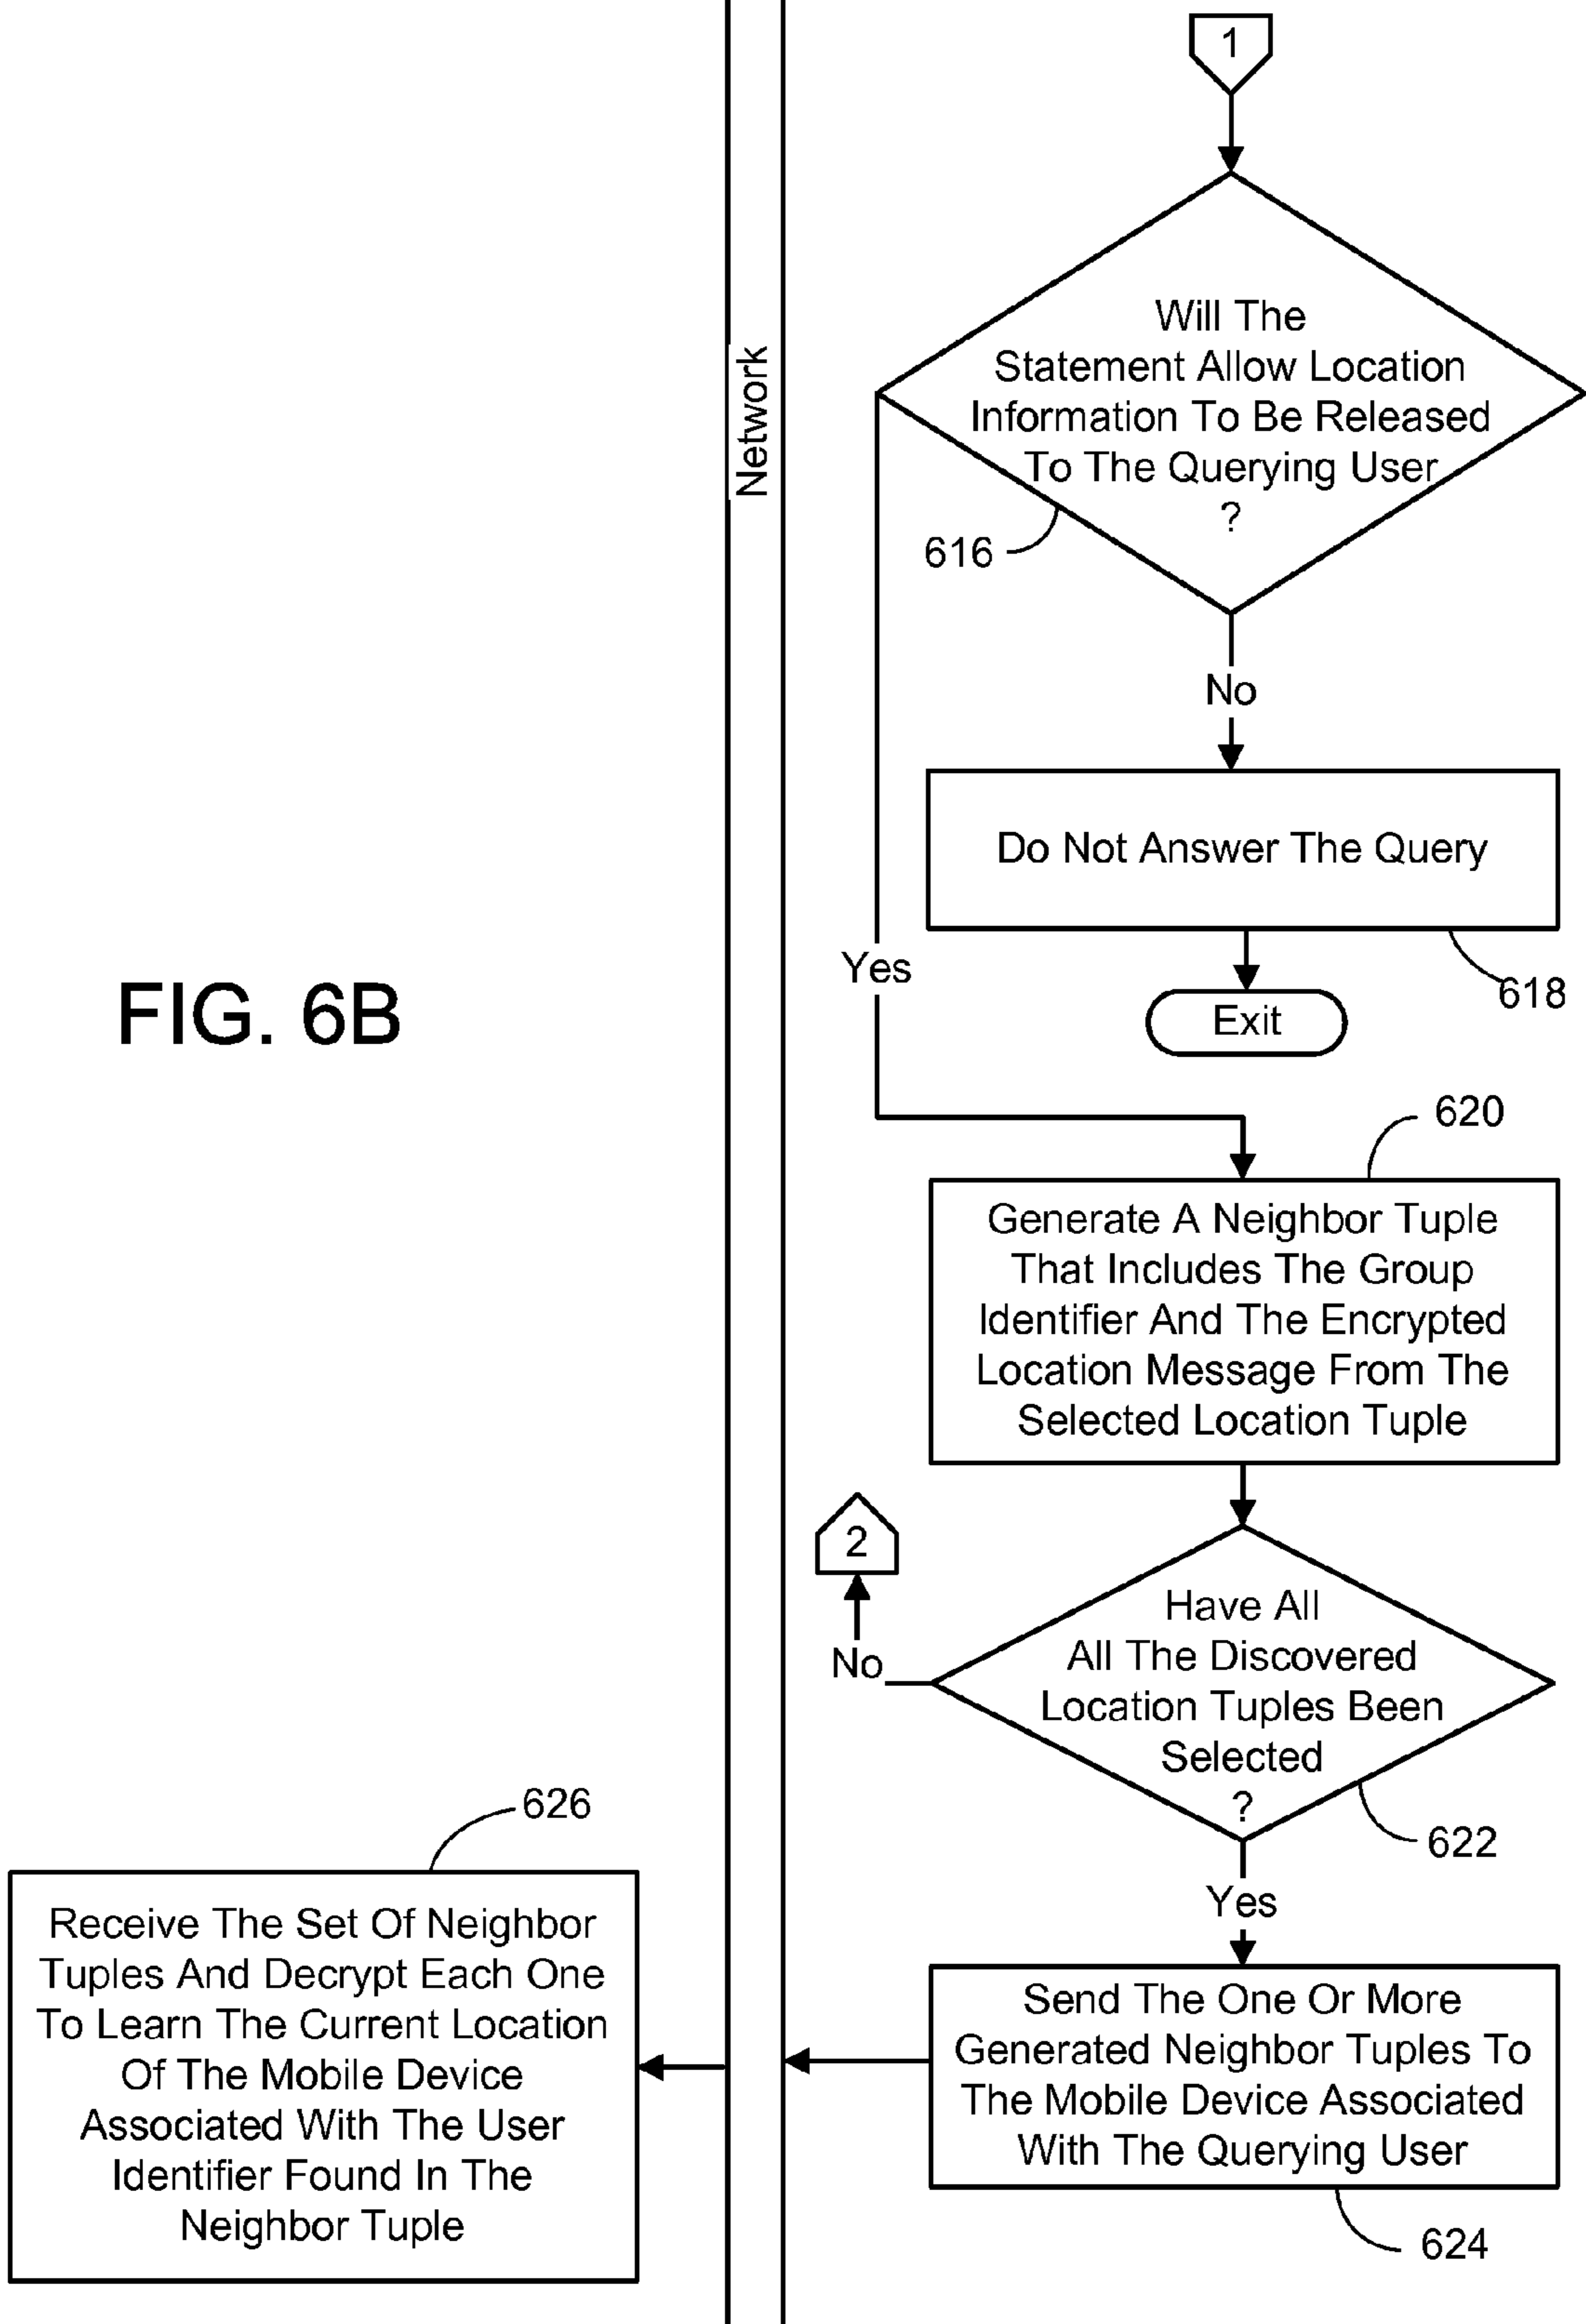 1
Will The
Statement Allow Location
Information To Be Released
To The Querying User
?
616
Network
No
Do Not Answer The Query
618
Exit
Yes
FIG. 6B
620
Generate A Neighbor Tuple
That Includes The Group
Identifier And The Encrypted
Location Message From The
Selected Location Tuple
2
No
Have All
All The Discovered
Location Tuples Been
Selected
?
622
Yes
Send The One Or More
Generated Neighbor Tuples To
The Mobile Device Associated
With The Querying User
624
626
Receive The Set Of Neighbor
Tuples And Decrypt Each One
To Learn The Current Location
Of The Mobile Device
Associated With The User
Identifier Found In The
Neighbor Tuple